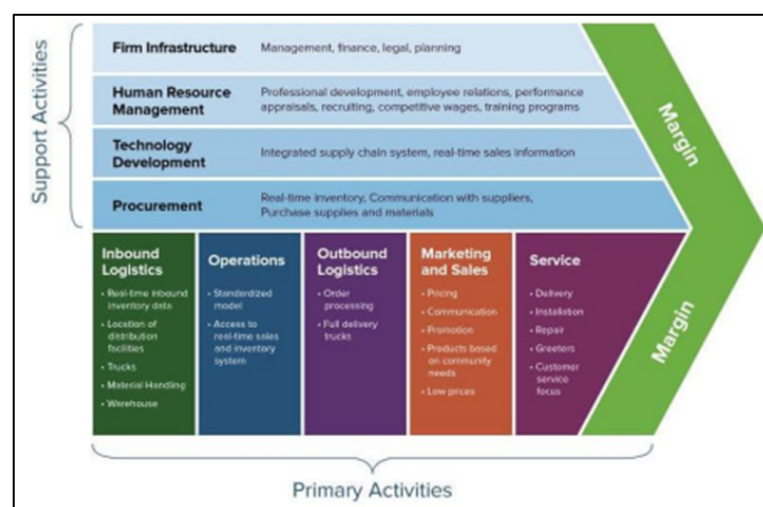 Support Activities
Firm Infrastructure
Management, finance, legal, planning
Human Resource
Management
Professional development, employee relations, performance
appraisals, recruiting, competitive wages, training programs
Technology
Development
Integrated supply chain system, real-time sales information
Procurement
Real-time inventory, Communication with suppliers,
Purchase supplies and materials
Margin
Inbound
Logistics
• Real-time inbound
inventory data
• Location of
distribution
facilities
• Trucks
• Material Handling
• Warehouse
Operations
• Standardized
model
• Access to
real-time sales
and inventory
system
Outbound
Logistics
• Order
processing
• Full delivery
trucks
Marketing
and Sales
• Pricing
• Communication
• Promotion
• Products based
on community
needs
• Low prices
Service
• Delivery
• Installation
• Repair
• Greeters
• Customer
service
focus
Margin
Primary Activities